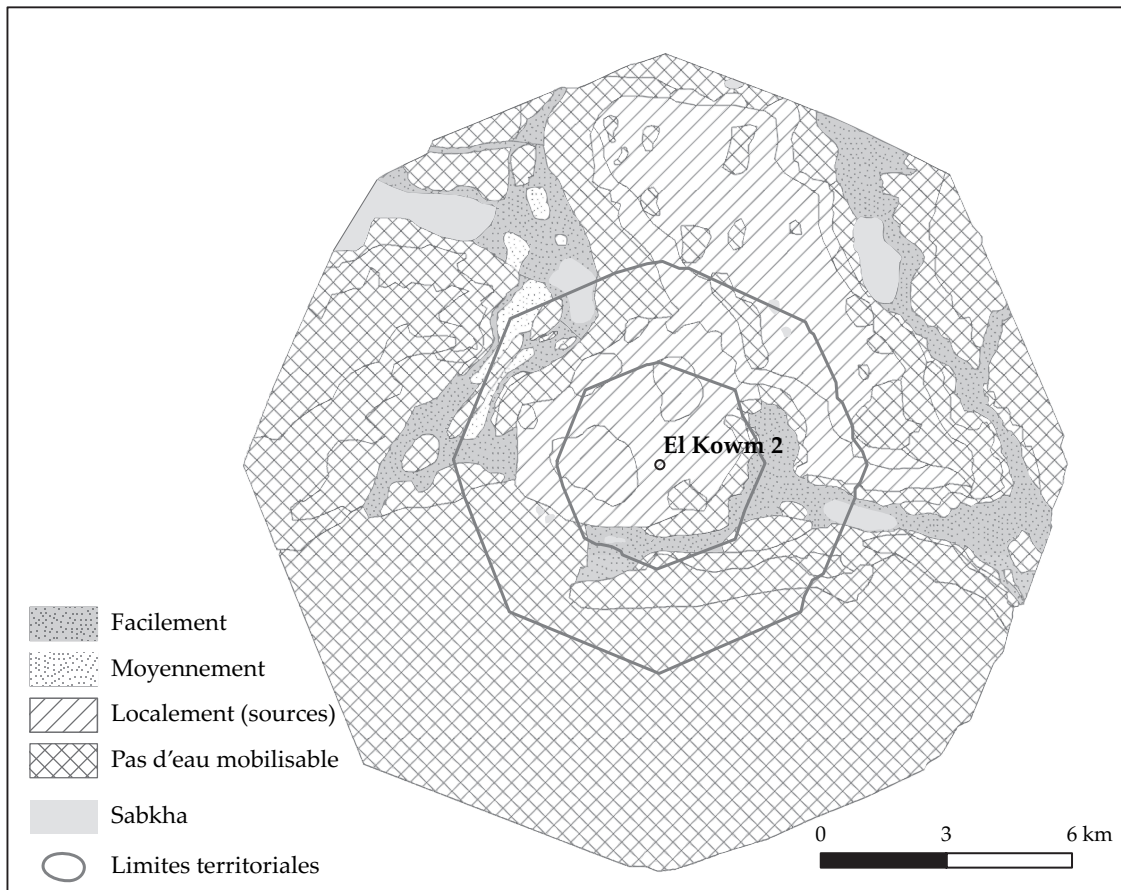 El Kowm 2
Facilement
Moyennement
Localement (sources)
Pas d'eau mobilisable
Sabkha
Limites territoriales
0 3 6 km